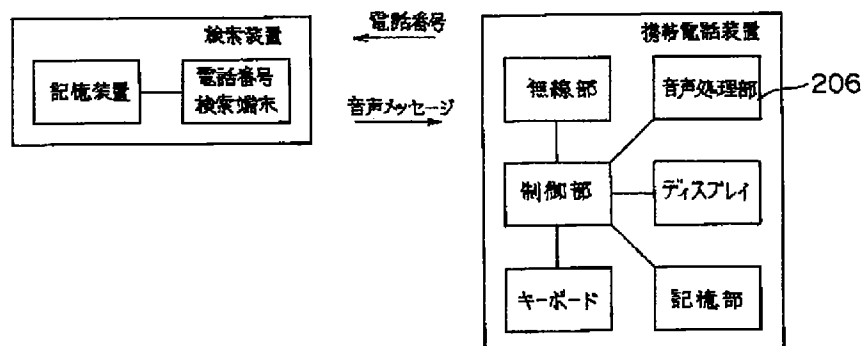 検索装置
記憶装置
電話番号
検索端末
電話番号
音声メッセージ
携帯電話装置
無線部
音声処理部
206
制御部
ディスプレイ
キーボード
記憶部